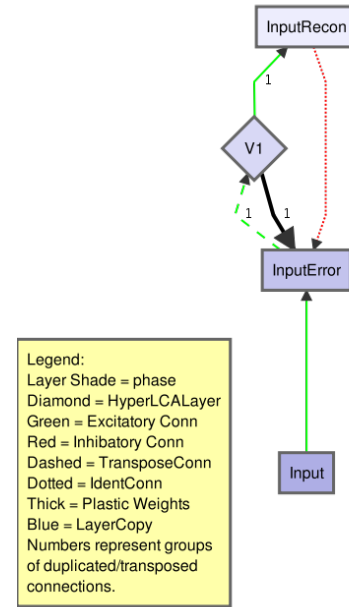 InputRecon
1
V1
1
1
InputError
Legend:
Layer Shade = phase
Diamond = HyperLCALayer
Green = Excitatory Conn
Red = Inhibatory Conn
Dashed = TransposeConn
Dotted = IdentConn
Thick = Plastic Weights
Blue = LayerCopy
Numbers represent groups
of duplicated/transposed
connections.
Input